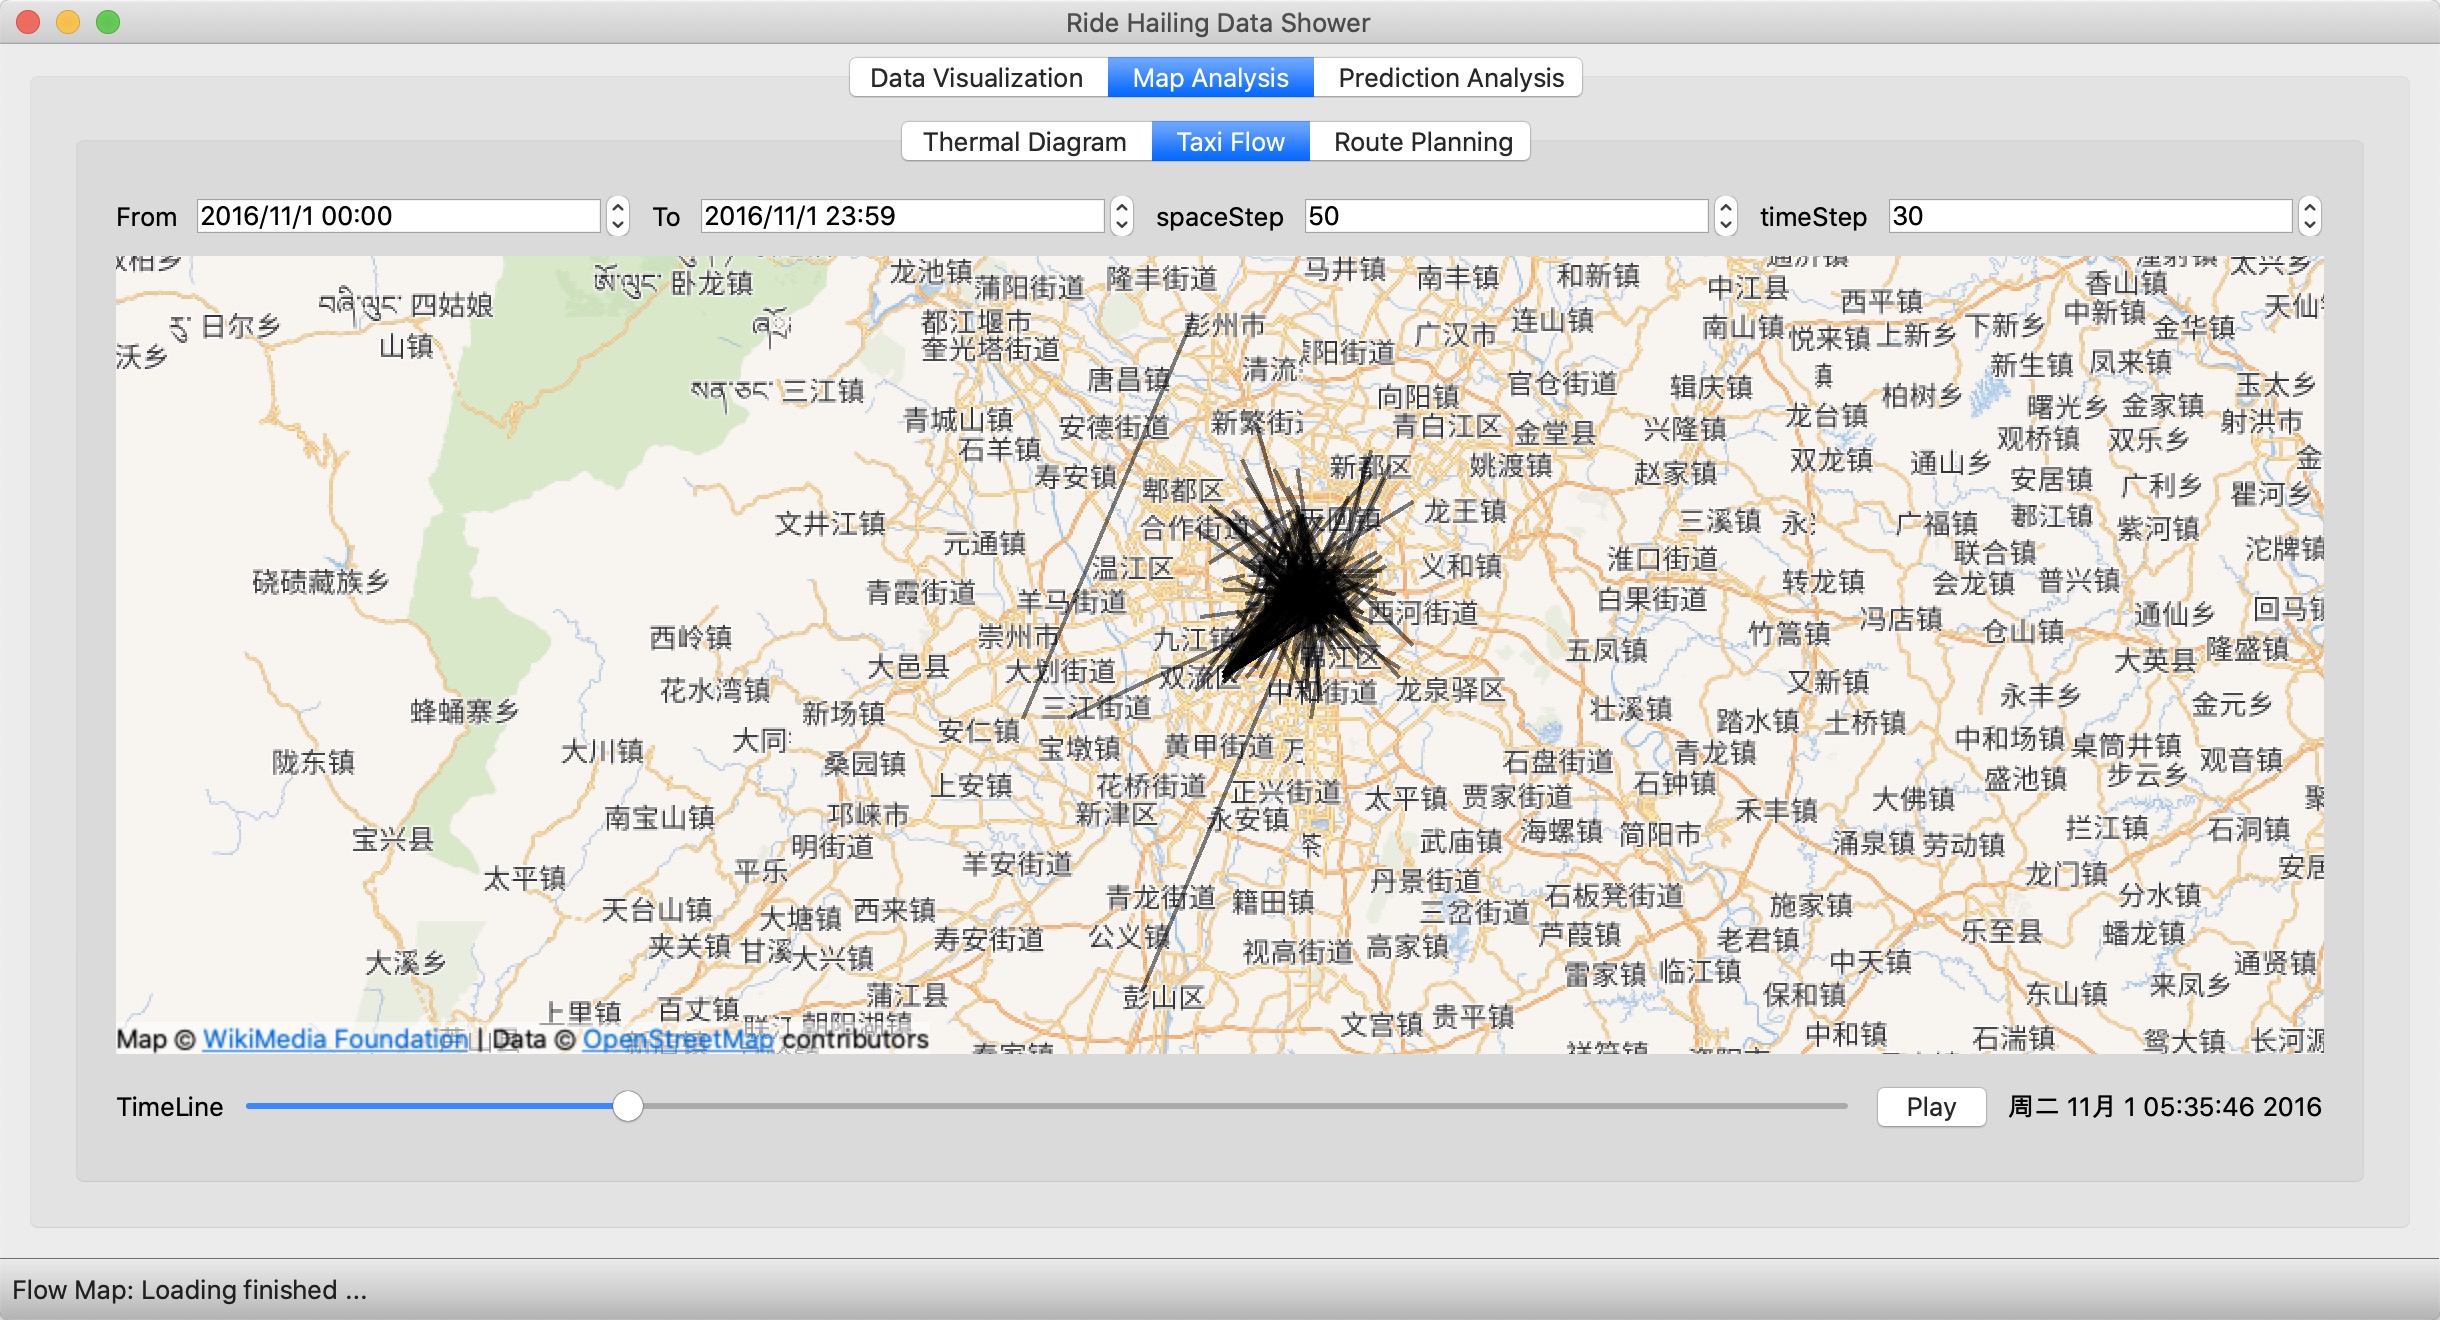 Ride Hailing Data Shower
Data Visualization Map Analysis Prediction Analysis
Thermal Diagram Taxi Flow Route Planning
From 2016/11/1 00:00 To 2016/11/1 23:59 spaceStep 50 timeStep 30
龙池镇 蒲阳街道 隆丰街道 马井镇 南丰镇 和新镇 中江县 西平镇 香山镇 太兴乡
卧龙镇
四姑娘
山镇
日尔乡
沃乡
三江镇
都江堰市 彭州市 广汉市 连山镇 南山镇 悦来镇 上新乡 下新乡 中新镇 金华镇
奎光塔街道 新生镇 凤来镇
唐昌镇 向阳镇 官仓街道 辑庆镇 柏树乡 玉太乡
青城山镇 安德街道 青白江区 金堂县 兴隆镇 龙台镇 曙光乡 金家镇 射洪市
石羊镇 观桥镇 双乐乡
寿安镇 郫都区 新都区 姚渡镇 赵家镇 双龙镇 通山乡 安居镇 广利乡 瞿河乡
文井江镇 合作街道 龙王镇 三溪镇 广福镇 郪江镇 紫河镇
元通镇 温江区 义和镇 淮口街道 联合镇 沱牌镇
硗碛藏族乡 青霞街道 羊马街道 白果街道 转龙镇 会龙镇 普兴镇
西岭镇 崇州市 九江镇 西河街道 竹篙镇 冯店镇 仓山镇 通仙乡 回马镇
大邑县 大划街道 双流区 锦江区 五凤镇 大英县 隆盛镇
花水湾镇 中和街道 龙泉驿区 又新镇 永丰乡 金元乡
蜂蛹寨乡 新场镇 三江街道 壮溪镇 踏水镇 土桥镇
陇东镇 大川镇 桑园镇 安仁镇 宝墩镇 黄甲街道 石盘街道 青龙镇 中和场镇 桌筒井镇 观音镇
上安镇 花桥街道 正兴街道 太平镇 贾家街道 石钟镇 盛池镇 步云乡
南宝山镇 邛崃市 新津区 永安镇 禾丰镇 大佛镇
宝兴县 明街道 武庙镇 海螺镇 简阳市 涌泉镇 劳动镇 拦江镇 石洞镇
太平镇 平乐 羊安街道 丹景街道 龙门镇
天台山镇 大塘镇 西来镇 青龙街道 籍田镇 三岔街道 石板凳街道 施家镇 分水镇
夹关镇 甘溪 大兴镇 寿安街道 公义镇 视高街道 高家镇 芦葭镇 老君镇 乐至县 蟠龙镇
大溪乡 雷家镇 临江镇 中天镇 通贤镇
上里镇 百丈镇 蒲江县 彭山区 保和镇 东山镇 来凤乡
朝阳湖镇 文宫镇 贵平镇 中和镇 石湍镇 鸳大镇
Map © WikiMedia Foundation | Data © OpenStreetMap contributors
TimeLine Play 周二 11月 1 05:35:46 2016
Flow Map: Loading finished ...